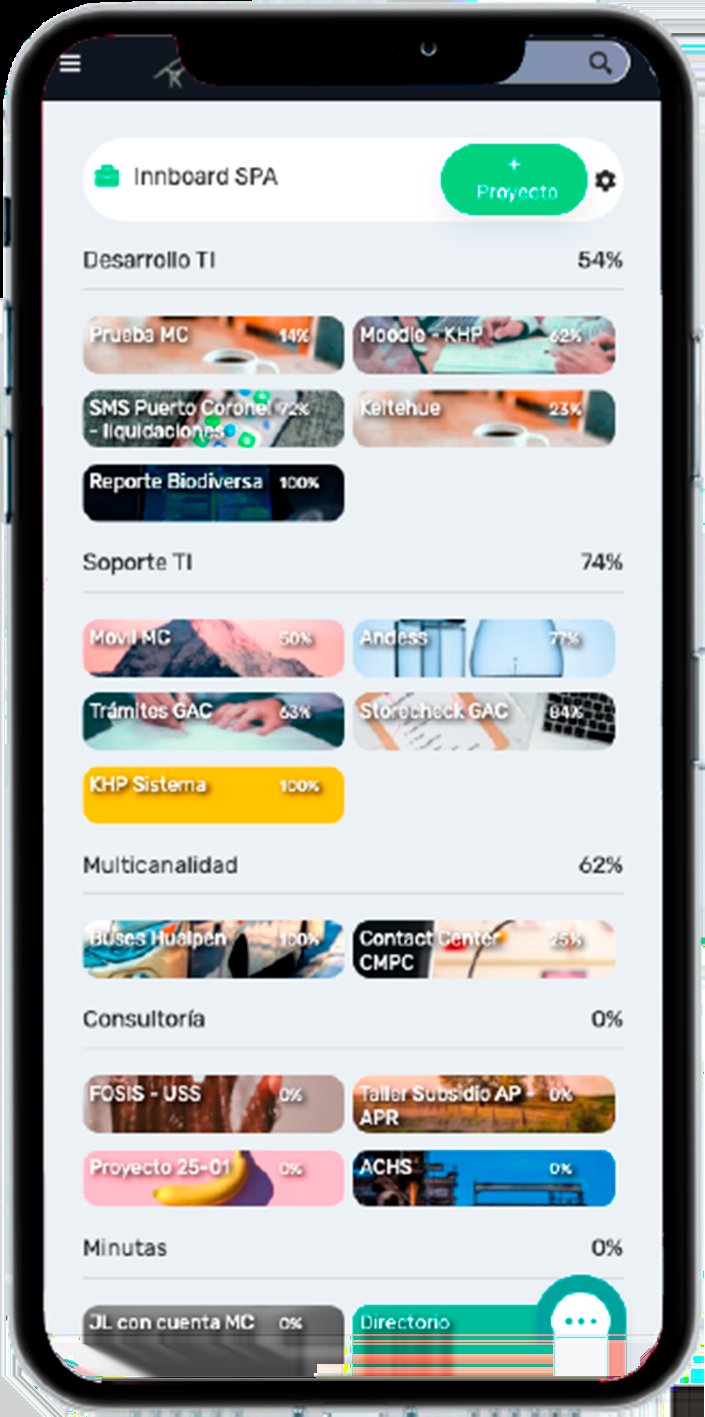 Innboard SPA
+
Proyecto
Desarrollo TI 54%
Prueba MC 14%
Moodle - KHP 62%
SMS Puerto Coronel 72%
- liquidaciones
Keltehue 23%
Reporte Biodiversa 100%
Soporte TI 74%
Movil MC 50%
Andess 77%
Trámites GAC 63%
Storecheck GAC 84%
KHP Sistema 100%
Multicanalidad 62%
Buses Hualpen 100%
Contact Center 25%
CMPC
Consultoría 0%
FOSIS - USS 0%
Taller Subsidio AP - 0%
APR
Proyecto 25-01 0%
ACHS 0%
Minutas 0%
JL con cuenta MC 0%
Directorio